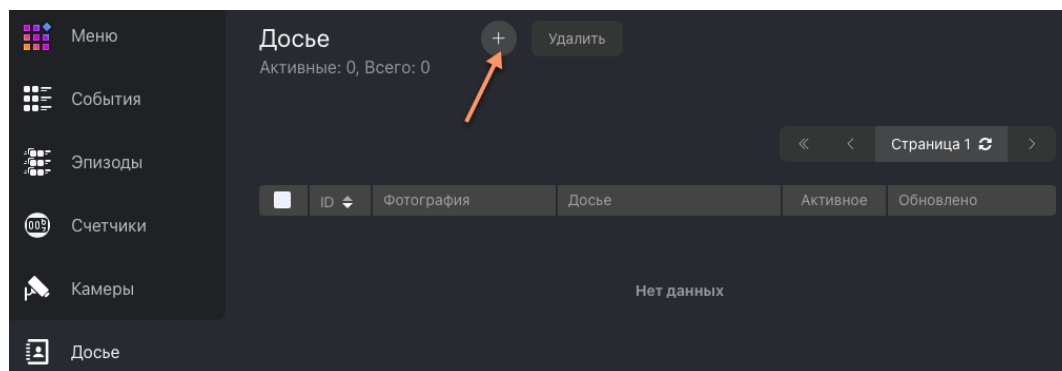 Меню
События
Эпизоды
Счетчики
Камеры
Досье
Досье + Удалить
Активные: 0, Всего: 0
« < Страница 1 >
ID Фотография Досье Активное Обновлено
Нет данных